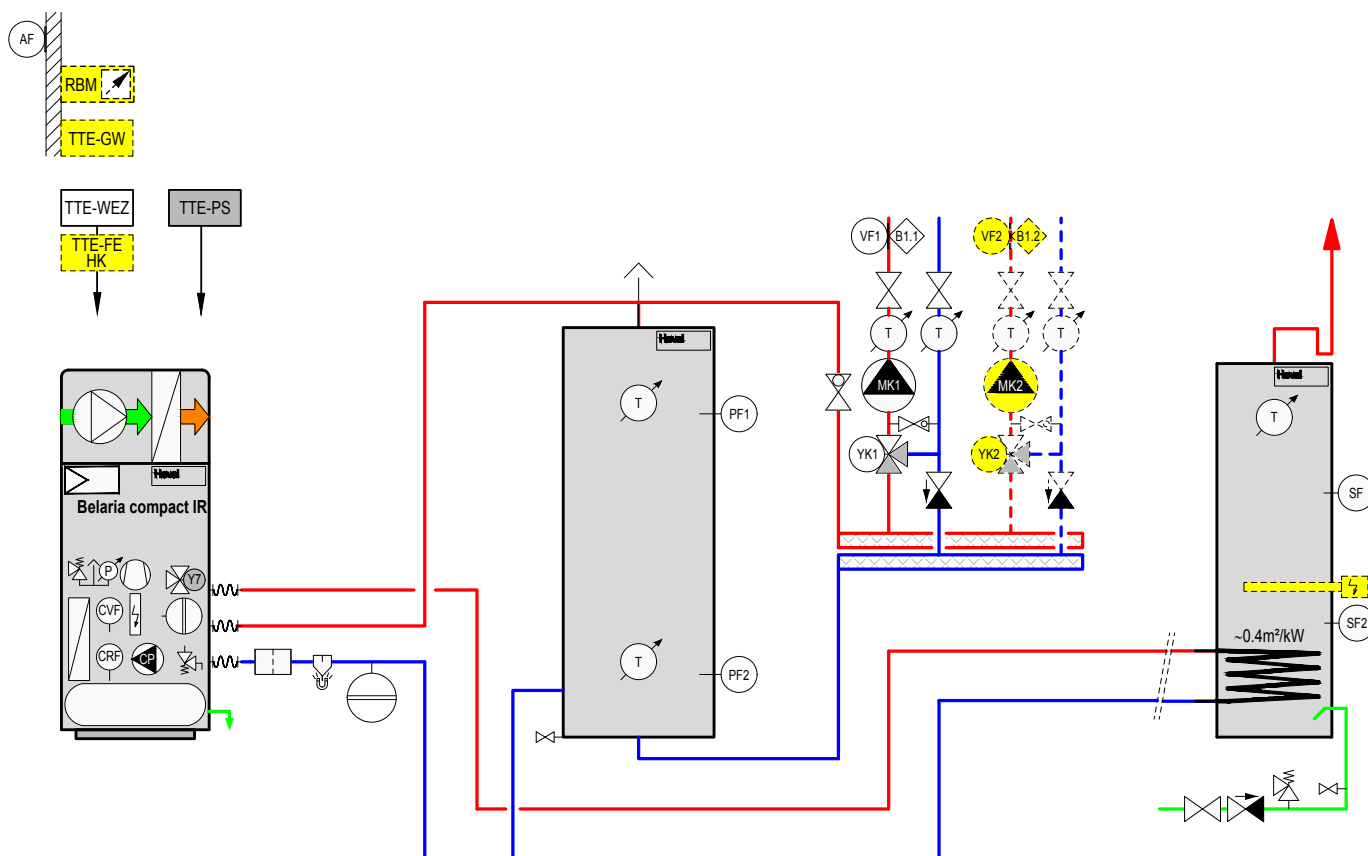 AF
RBM
TTE-GW
TTE-WEZ
TTE-PS
TTE-FE
HK
VF1
B1.1
VF2
B1.2
T
T
T
T
MK1
MK2
YK1
YK2
T
PF1
T
PF2
T
SF
SF2
~0.4m²/kW
Belaria compact IR
P
Y7
CVF
CRF
CP